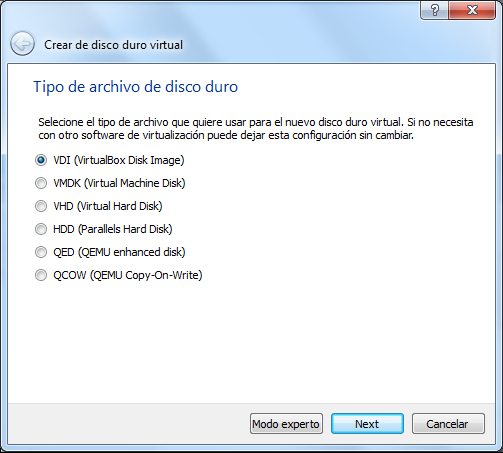 Crear de disco duro virtual
Tipo de archivo de disco duro
Selecione el tipo de archivo que quiere usar para el nuevo disco duro virtual. Si no necesita
con otro software de virtualización puede dejar esta configuración sin cambiar.
VDI (VirtualBox Disk Image)
VMDK (Virtual Machine Disk)
VHD (Virtual Hard Disk)
HDD (Parallels Hard Disk)
QED (QEMU enhanced disk)
QCOW (QEMU Copy-On-Write)
Modo experto Next Cancelar